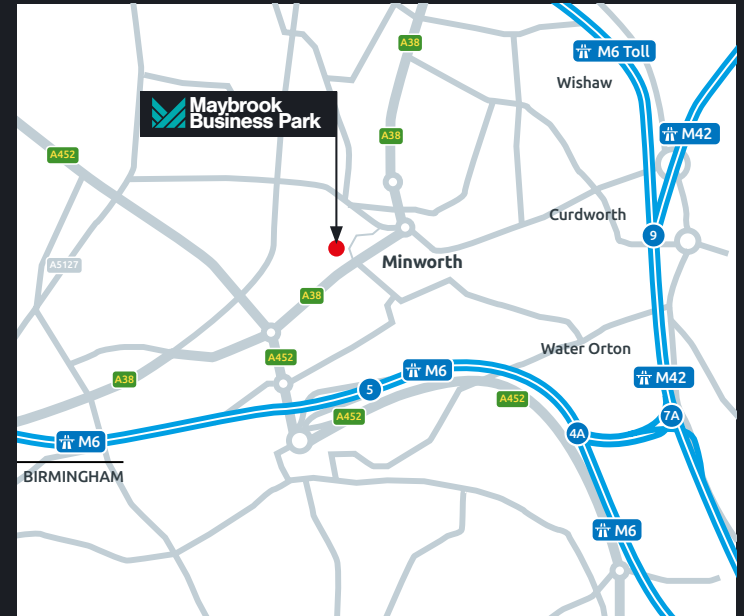 A38
M6 Toll
Wishaw
Maybrook
Business Park
A38
M42
A452
Curdworth
9
A5127
Minworth
A38
Water Orton
A452
M6
M42
A38
5
A452
A452
7A
4A
M6
BIRMINGHAM
M6